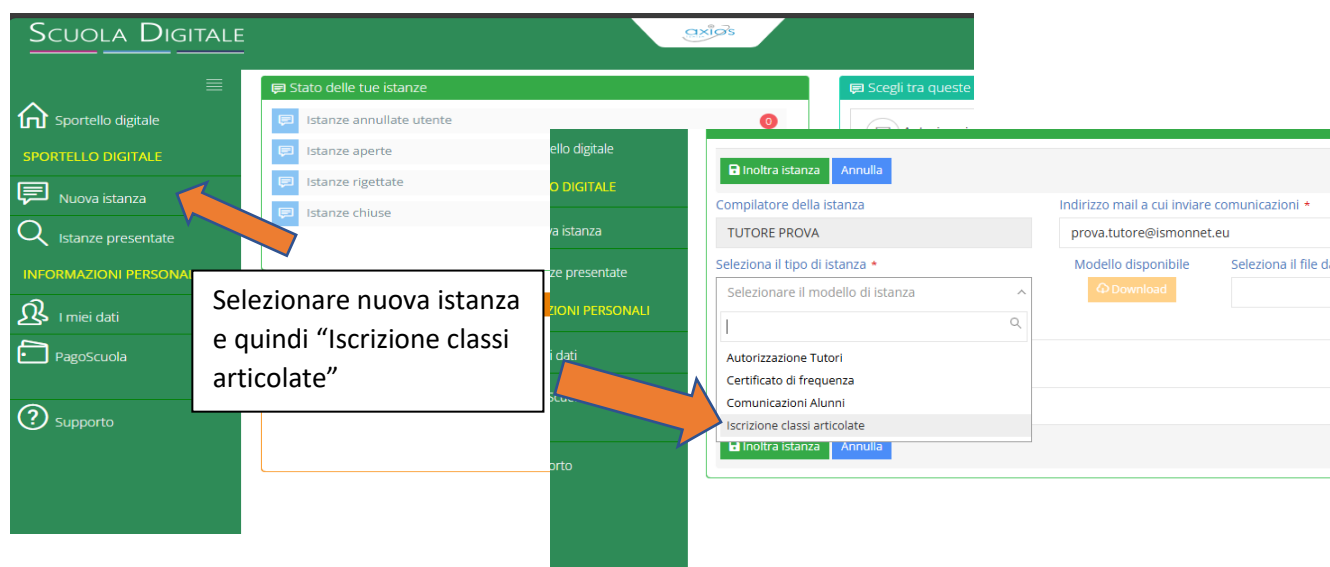 SCUOLA DIGITALE
axios
Sportello digitale
SPORTELLO DIGITALE
Nuova istanza
Istanze presentate
INFORMAZIONI PERSONA
I miei dati
PagoScuola
Supporto
Stato delle tue istanze
Istanze annullate utente
0
Istanze aperte
Istanze rigettate
Istanze chiuse
Scegli tra queste
Selezionare nuova istanza
e quindi “Iscrizione classi
articolate”
ello digitale
O DIGITALE
a istanza
ze presentate
ZIONI PERSONALI
i dati
orto
Inoltra istanza
Annulla
Compilatore della istanza
Indirizzo mail a cui inviare comunicazioni *
TUTORE PROVA
prova.tutore@ismonnet.eu
Seleziona il tipo di istanza *
Modello disponibile
Seleziona il file da
Selezionare il modello di istanza
Download
Autorizzazione Tutori
Certificato di frequenza
Comunicazioni Alunni
Iscrizione classi articolate
Inoltra istanza
Annulla